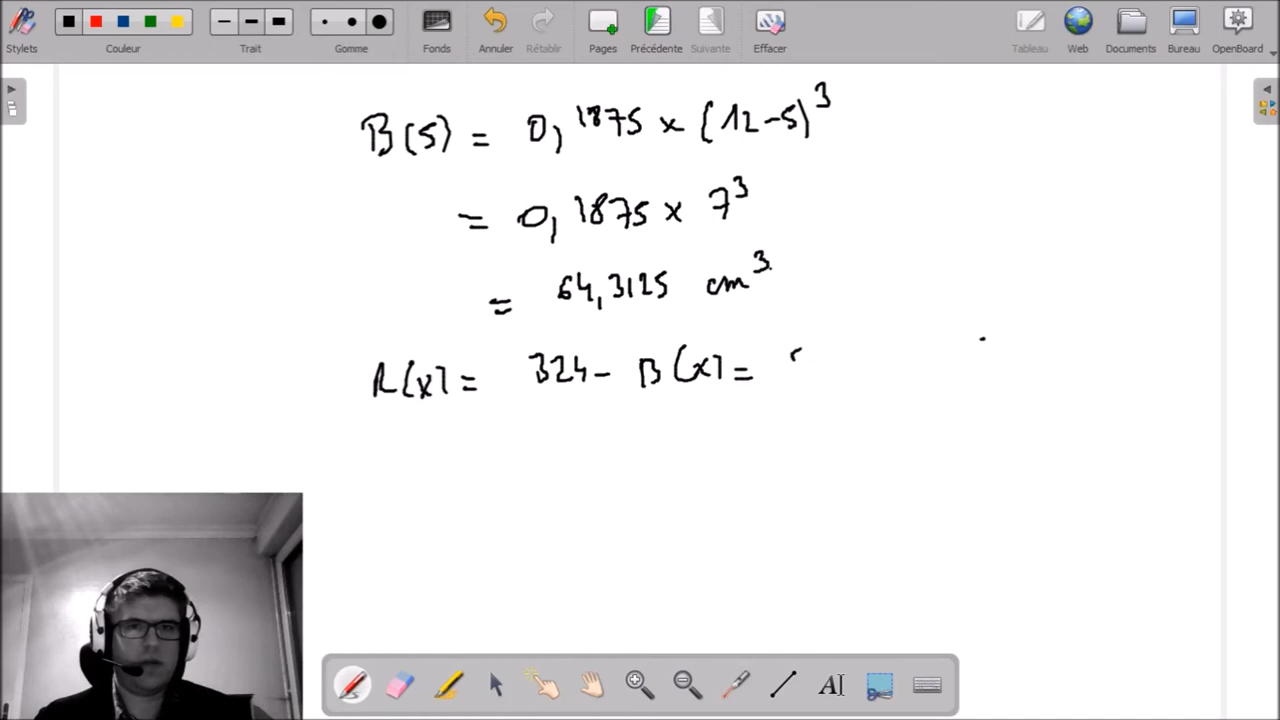 Stylets Couleur Trait Gomme Fonds Annuler Rétablir Pages Précédente Suivante Effacer Tableau Web Documents Bureau OpenBoard
B(5) = 0,1875 x (12-5)³
= 0,1875 x 7³
= 64,3125 cm³
R(x) = 324 - B(x) =
AI